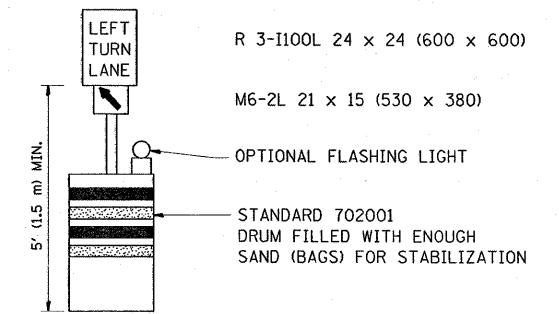 LEFT
TURN
LANE
R 3-I100L 24 x 24 (600 x 600)
M6-2L 21 x 15 (530 x 380)
5' (1.5 m) MIN.
OPTIONAL FLASHING LIGHT
STANDARD 702001
DRUM FILLED WITH ENOUGH
SAND (BAGS) FOR STABILIZATION